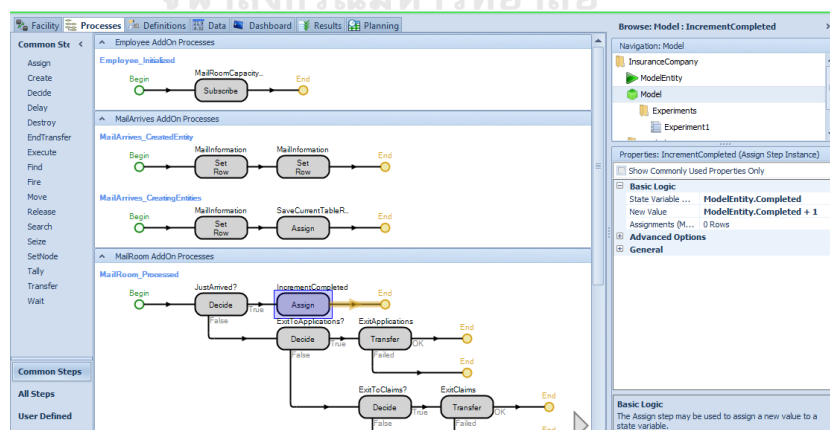 Facility Processes Definitions Data Dashboard Results Planning
Browse: Model : IncrementCompleted
Common Ste <
Assign
Create
Decide
Delay
Destroy
EndTransfer
Execute
Find
Fire
Move
Release
Search
Seize
SetNode
Tally
Transfer
Wait
Common Steps
All Steps
User Defined
Employee AddOn Processes
Employee_Initialized
Begin
MailRoomCapacity..
Subscribe
End
MailArrives AddOn Processes
MailArrives_CreatedEntity
Begin
MailInformation
Set
Row
MailInformation
Set
Row
End
MailArrives_CreatingEntities
Begin
MailInformation
Set
Row
SaveCurrentTableR..
Assign
End
MailRoom AddOn Processes
MailRoom_Processed
Begin
JustArrived?
Decide
True
False
IncrementCompleted
Assign
End
ExitToApplications?
Decide
True
False
ExitApplications
Transfer
OK
Failed
End
End
ExitToClaims?
Decide
True
False
ExitClaims
Transfer
OK
Failed
End
End
Navigation: Model
InsuranceCompany
ModelEntity
Model
Experiments
Experiment1
Properties: IncrementCompleted (Assign Step Instance)
Show Commonly Used Properties Only
Basic Logic
State Variable ... ModelEntity.Completed
New Value ModelEntity.Completed + 1
Assignments (M... 0 Rows
Advanced Options
General
Basic Logic
The Assign step may be used to assign a new value to a
state variable.